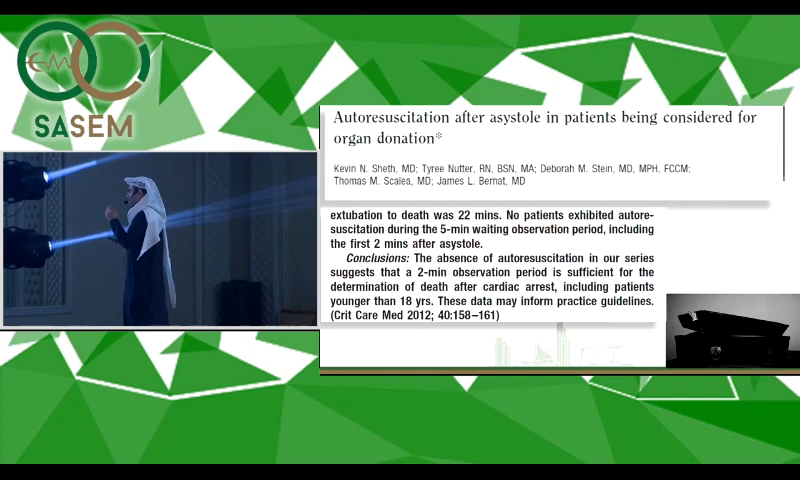 SASEM
Autoresuscitation after asystole in patients being considered for
organ donation*
Kevin N. Sheth, MD; Tyree Nutter, RN, BSN, MA; Deborah M. Stein, MD, MPH, FCCM;
Thomas M. Scalea, MD; James L. Bernat, MD
extubation to death was 22 mins. No patients exhibited autore-
suscitation during the 5-min waiting observation period, including
the first 2 mins after asystole.
Conclusions: The absence of autoresuscitation in our series
suggests that a 2-min observation period is sufficient for the
determination of death after cardiac arrest, including patients
younger than 18 yrs. These data may inform practice guidelines.
(Crit Care Med 2012; 40:158–161)